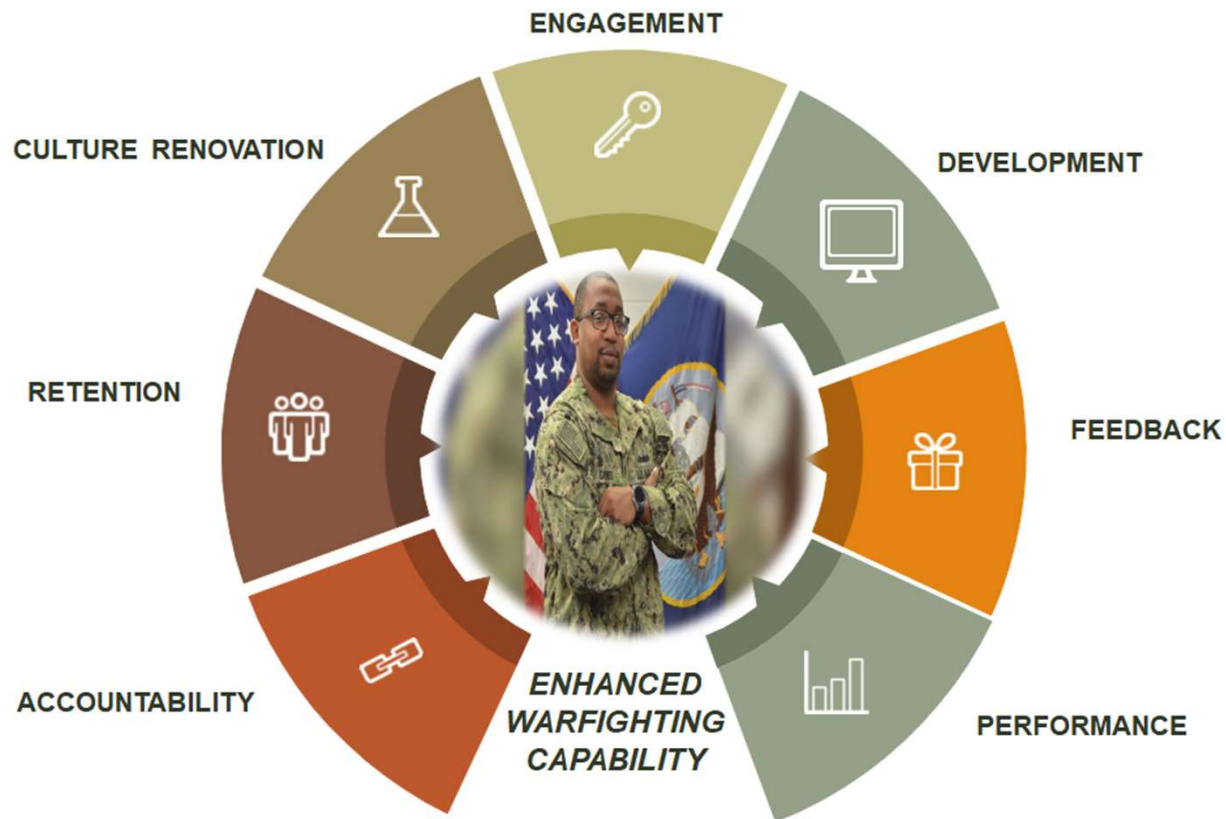 ENGAGEMENT
CULTURE RENOVATION
DEVELOPMENT
RETENTION
FEEDBACK
ACCOUNTABILITY
ENHANCED
WARFIGHTING
CAPABILITY
PERFORMANCE